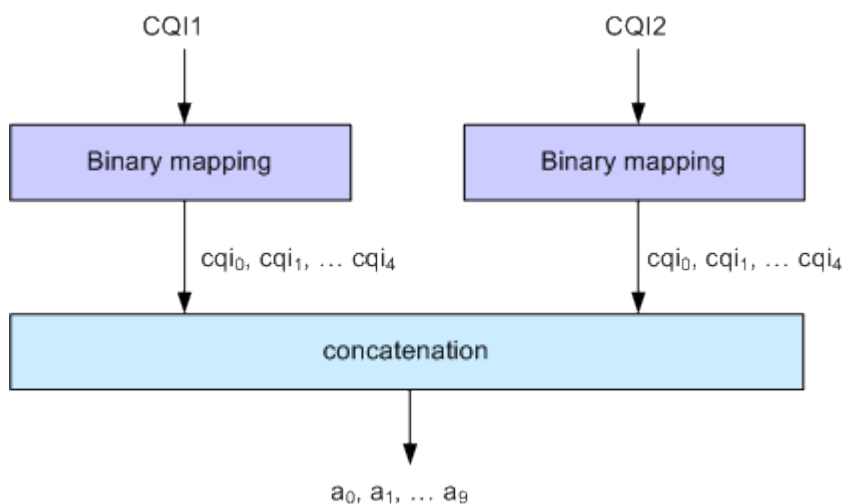 CQI1 CQI2
Binary mapping Binary mapping
cqi₀, cqi₁, … cqi₄ cqi₀, cqi₁, … cqi₄
concatenation
a₀, a₁, … a₉